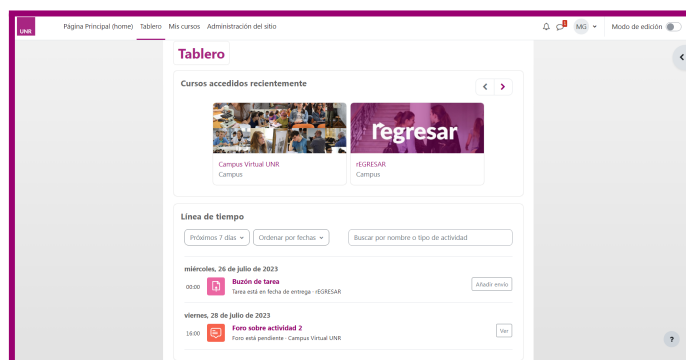 UNR
Página Principal (home) Tablero Mis cursos Administración del sitio
MG
Modo de edición
Tablero
Cursos accedidos recientemente
rEgresar
Campus Virtual UNR
Campus
rEGRESAR
Campus
Línea de tiempo
Próximos 7 días
Ordenar por fechas
Buscar por nombre o tipo de actividad
miércoles, 26 de julio de 2023
00:00
Buzón de tarea
Tarea está en fecha de entrega · rEGRESAR
Añadir envío
viernes, 28 de julio de 2023
16:00
Foro sobre actividad 2
Foro está pendiente · Campus Virtual UNR
Ver
?